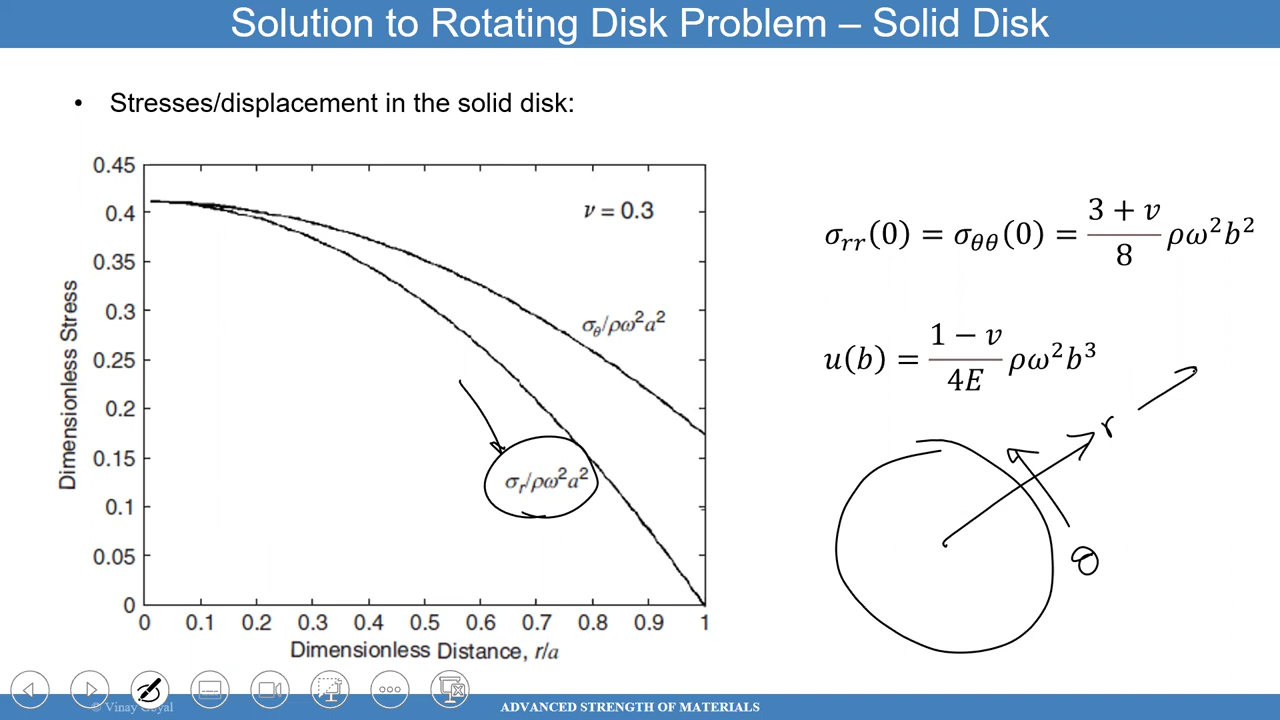 Solution to Rotating Disk Problem – Solid Disk
• Stresses/displacement in the solid disk:
0.45
0.4
0.35
0.3
0.25
0.2
0.15
0.1
0.05
0
Dimensionless Stress
ν = 0.3
σθ/ρω²a²
σr/ρω²a²
0 0.1 0.2 0.3 0.4 0.5 0.6 0.7 0.8 0.9 1
Dimensionless Distance, r/a
σrr(0) = σθθ(0) = (3 + ν)/8 ρω²b²
u(b) = (1 − ν)/4E ρω²b³
r
θ
© Vinay Goyal
ADVANCED STRENGTH OF MATERIALS